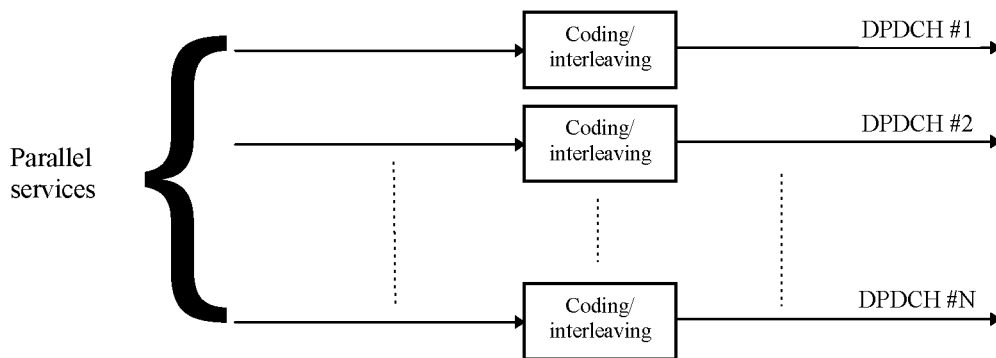 Coding/
interleaving
DPDCH #1
Coding/
interleaving
DPDCH #2
Parallel
services
Coding/
interleaving
DPDCH #N